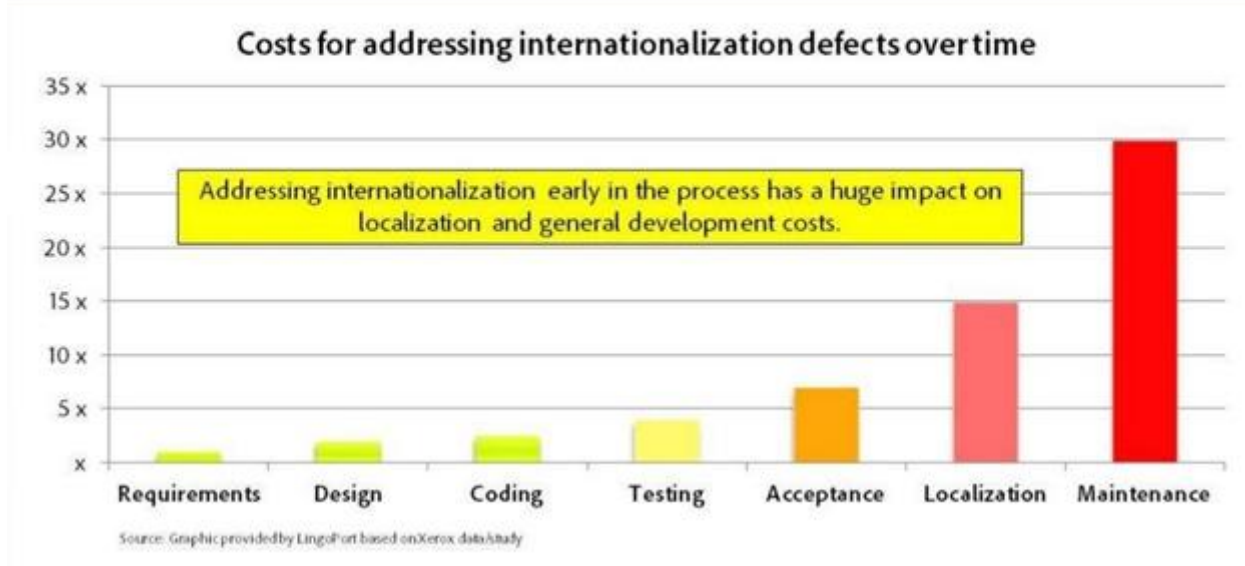 Costs for addressing internationalization defects over time
35 x
30 x
25 x
20 x
15 x
10 x
5 x
x
Addressing internationalization early in the process has a huge impact on
localization and general development costs.
Requirements Design Coding Testing Acceptance Localization Maintenance
Source: Graphic provided by LingoPort based on Xerox data/study